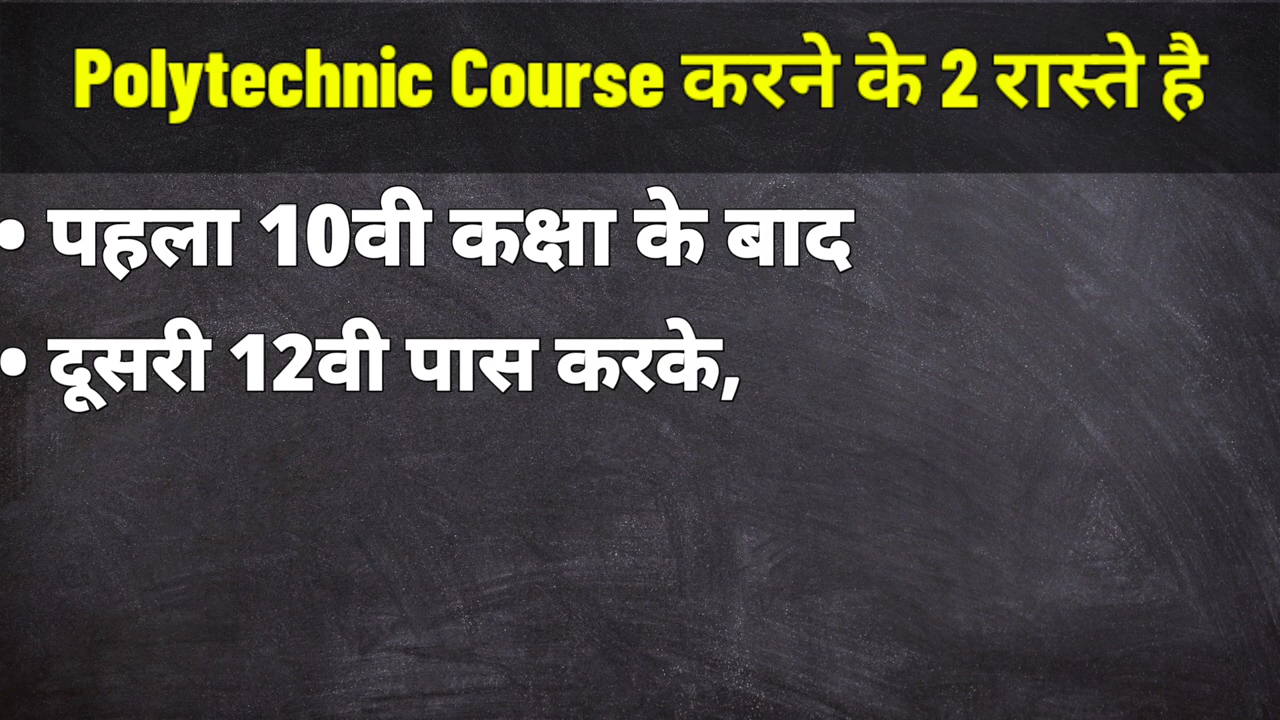 Polytechnic Course करने के 2 रास्ते है
• पहला 10वी कक्षा के बाद
• दूसरी 12वी पास करके,